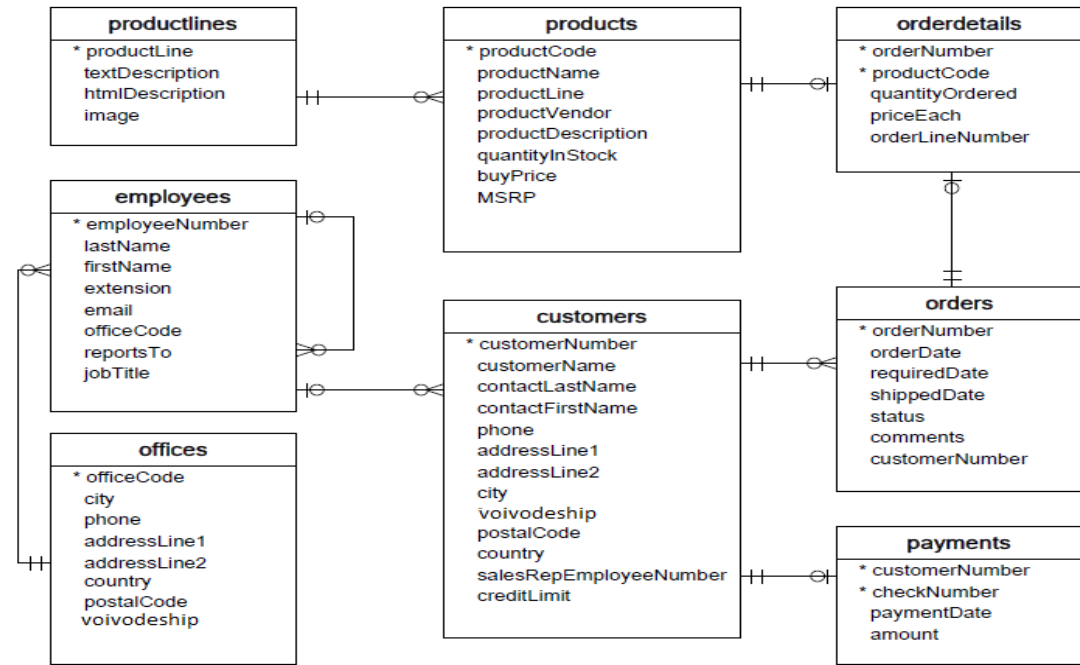 productlines
* productLine
textDescription
htmlDescription
image
products
* productCode
productName
productLine
productVendor
productDescription
quantityInStock
buyPrice
MSRP
orderdetails
* orderNumber
* productCode
quantityOrdered
priceEach
orderLineNumber
employees
* employeeNumber
lastName
firstName
extension
email
officeCode
reportsTo
jobTitle
customers
* customerNumber
customerName
contactLastName
contactFirstName
phone
addressLine1
addressLine2
city
voivodeship
postalCode
country
salesRepEmployeeNumber
creditLimit
orders
* orderNumber
orderDate
requiredDate
shippedDate
status
comments
customerNumber
offices
* officeCode
city
phone
addressLine1
addressLine2
country
postalCode
voivodeship
payments
* customerNumber
* checkNumber
paymentDate
amount